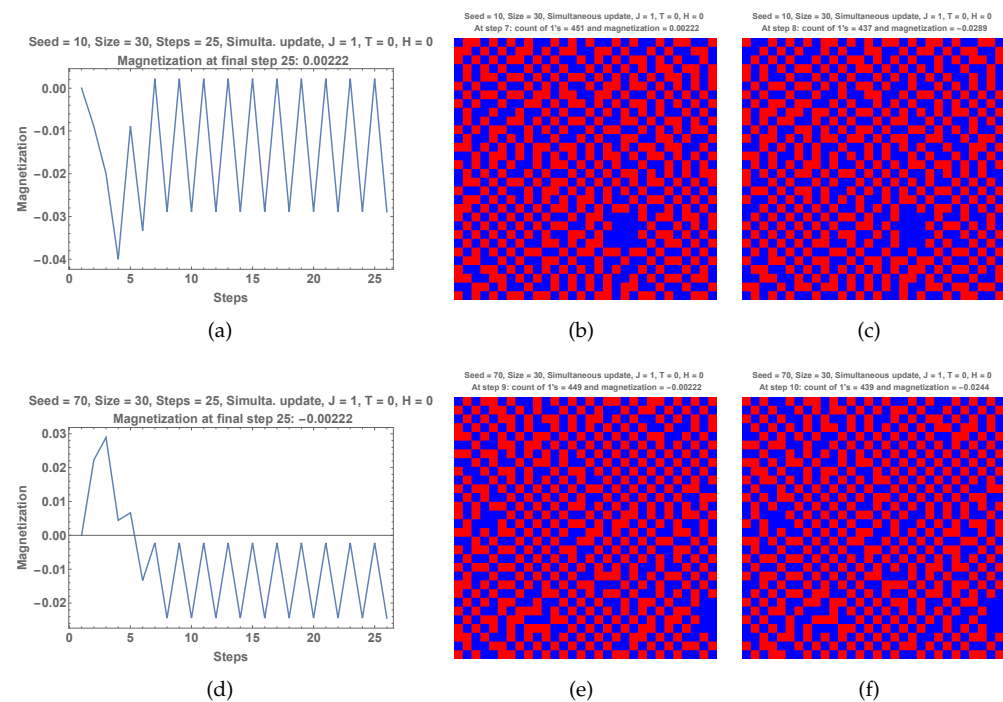 Seed = 10, Size = 30, Steps = 25, Simulta. update, J = 1, T = 0, H = 0
Magnetization at final step 25: 0.00222
0.00
−0.01
−0.02
−0.03
−0.04
Magnetization
0
5
10
15
20
25
Steps
(a)
Seed = 10, Size = 30, Simultaneous update, J = 1, T = 0, H = 0
At step 7: count of 1's = 451 and magnetization = 0.00222
(b)
Seed = 10, Size = 30, Simultaneous update, J = 1, T = 0, H = 0
At step 8: count of 1's = 437 and magnetization = −0.0289
(c)
Seed = 70, Size = 30, Steps = 25, Simulta. update, J = 1, T = 0, H = 0
Magnetization at final step 25: −0.00222
0.03
0.02
0.01
0.00
−0.01
−0.02
Magnetization
0
5
10
15
20
25
Steps
(d)
Seed = 70, Size = 30, Simultaneous update, J = 1, T = 0, H = 0
At step 9: count of 1's = 449 and magnetization = −0.00222
(e)
Seed = 70, Size = 30, Simultaneous update, J = 1, T = 0, H = 0
At step 10: count of 1's = 439 and magnetization = −0.0244
(f)